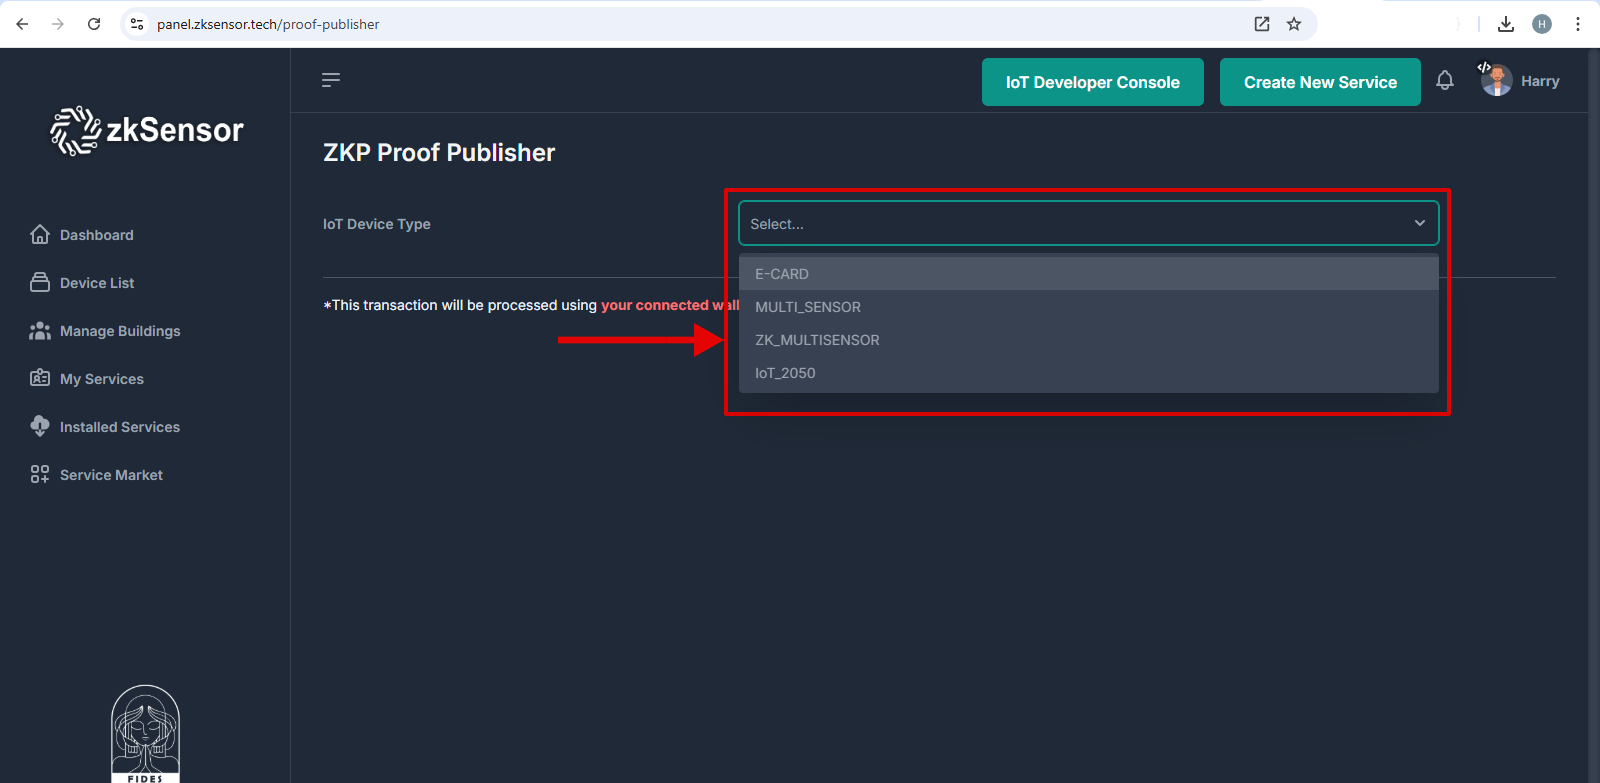 panel.zksensor.tech/proof-publisher
H
zkSensor
IoT Developer Console
Create New Service
Harry
Dashboard
Device List
Manage Buildings
My Services
Installed Services
Service Market
FIDES
ZKP Proof Publisher
IoT Device Type
Select...
E-CARD
MULTI_SENSOR
ZK_MULTISENSOR
IoT_2050
*This transaction will be processed using your connected wall